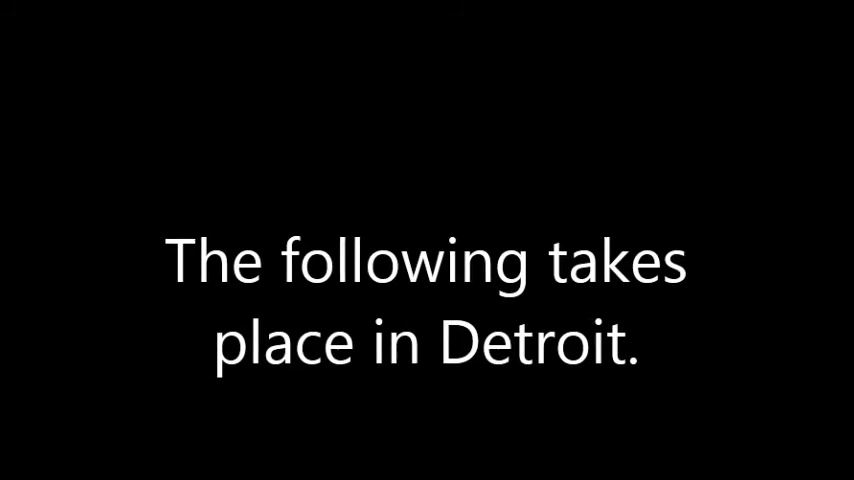 The following takes
place in Detroit.